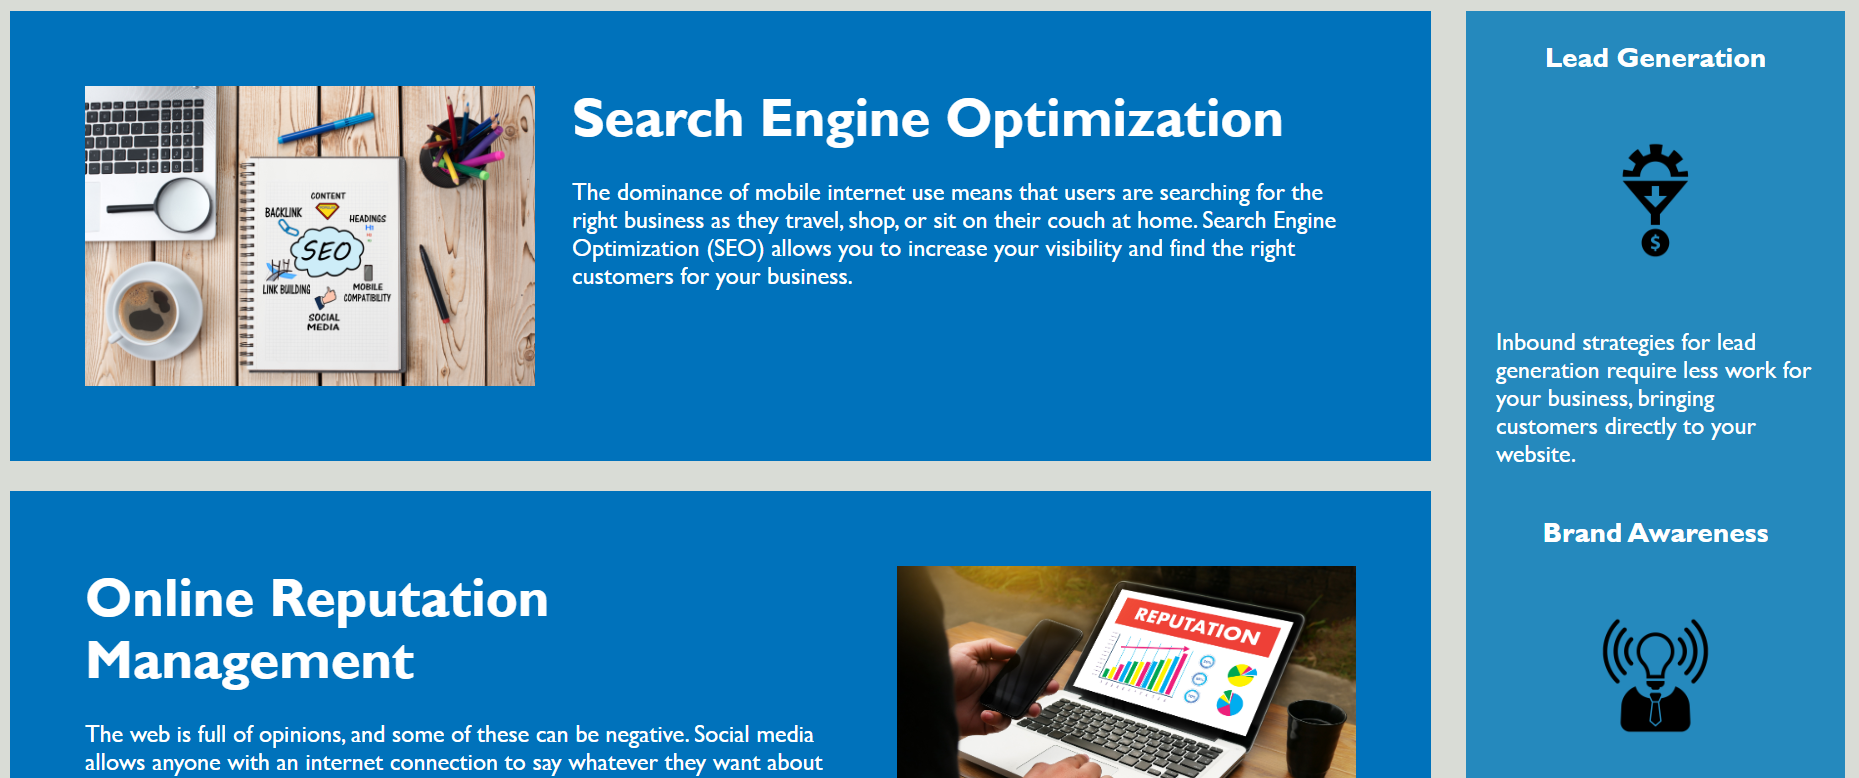 Search Engine Optimization
The dominance of mobile internet use means that users are searching for the
right business as they travel, shop, or sit on their couch at home. Search Engine
Optimization (SEO) allows you to increase your visibility and find the right
customers for your business.
CONTENT
BACKLINK
HEADINGS
H1
SEO
LINK BUILDING
MOBILE
COMPATIBILITY
SOCIAL
MEDIA
Online Reputation
Management
The web is full of opinions, and some of these can be negative. Social media
allows anyone with an internet connection to say whatever they want about
REPUTATION
Lead Generation
$
Inbound strategies for lead
generation require less work for
your business, bringing
customers directly to your
website.
Brand Awareness